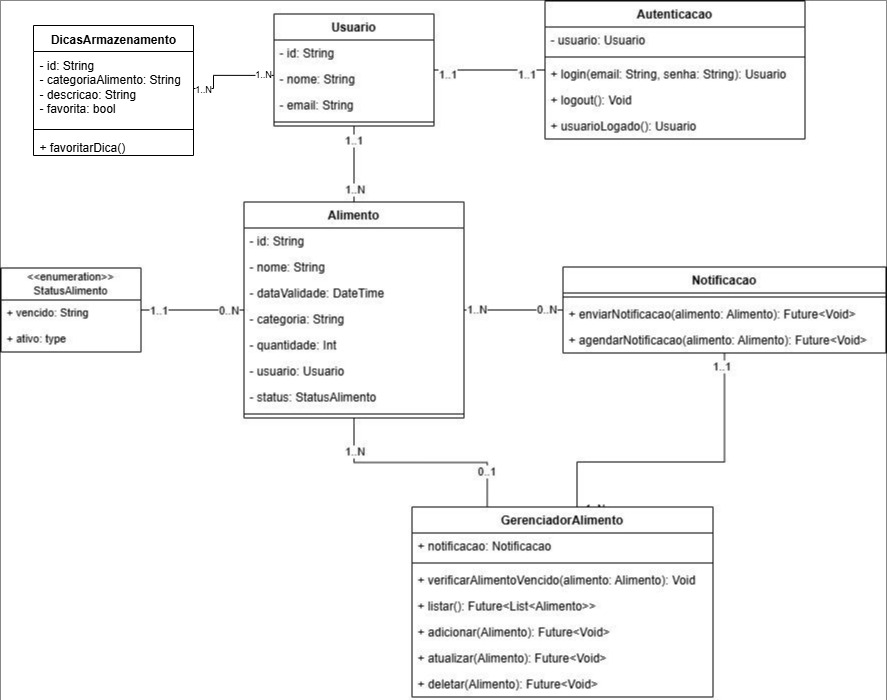 DicasArmazenamento
- id: String
- categoriaAlimento: String
- descricao: String
- favorita: bool
+ favoritarDica()
1..N
1..N
Usuario
- id: String
- nome: String
- email: String
1..1
1..1
Autenticacao
- usuario: Usuario
+ login(email: String, senha: String): Usuario
+ logout(): Void
+ usuarioLogado(): Usuario
1..1
1..N
Alimento
- id: String
- nome: String
- dataValidade: DateTime
- categoria: String
- quantidade: Int
- usuario: Usuario
- status: StatusAlimento
<<enumeration>>
StatusAlimento
+ vencido: String
+ ativo: type
1..1
0..N
1..N
0..N
Notificacao
+ enviarNotificacao(alimento: Alimento): Future<Void>
+ agendarNotificacao(alimento: Alimento): Future<Void>
1..1
1..N
0..1
GerenciadorAlimento
+ notificacao: Notificacao
+ verificarAlimentoVencido(alimento: Alimento): Void
+ listar(): Future<List<Alimento>>
+ adicionar(Alimento): Future<Void>
+ atualizar(Alimento): Future<Void>
+ deletar(Alimento): Future<Void>